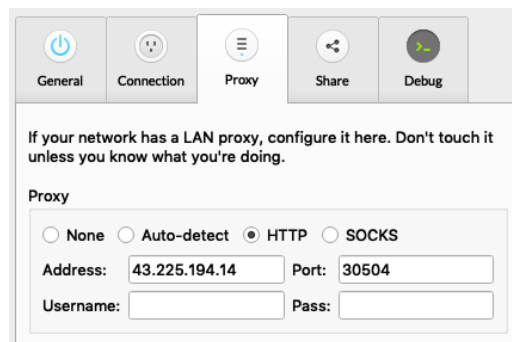 General Connection Proxy Share Debug
If your network has a LAN proxy, configure it here. Don't touch it
unless you know what you're doing.
Proxy
None Auto-detect HTTP SOCKS
Address: 43.225.194.14 Port: 30504
Username: Pass: